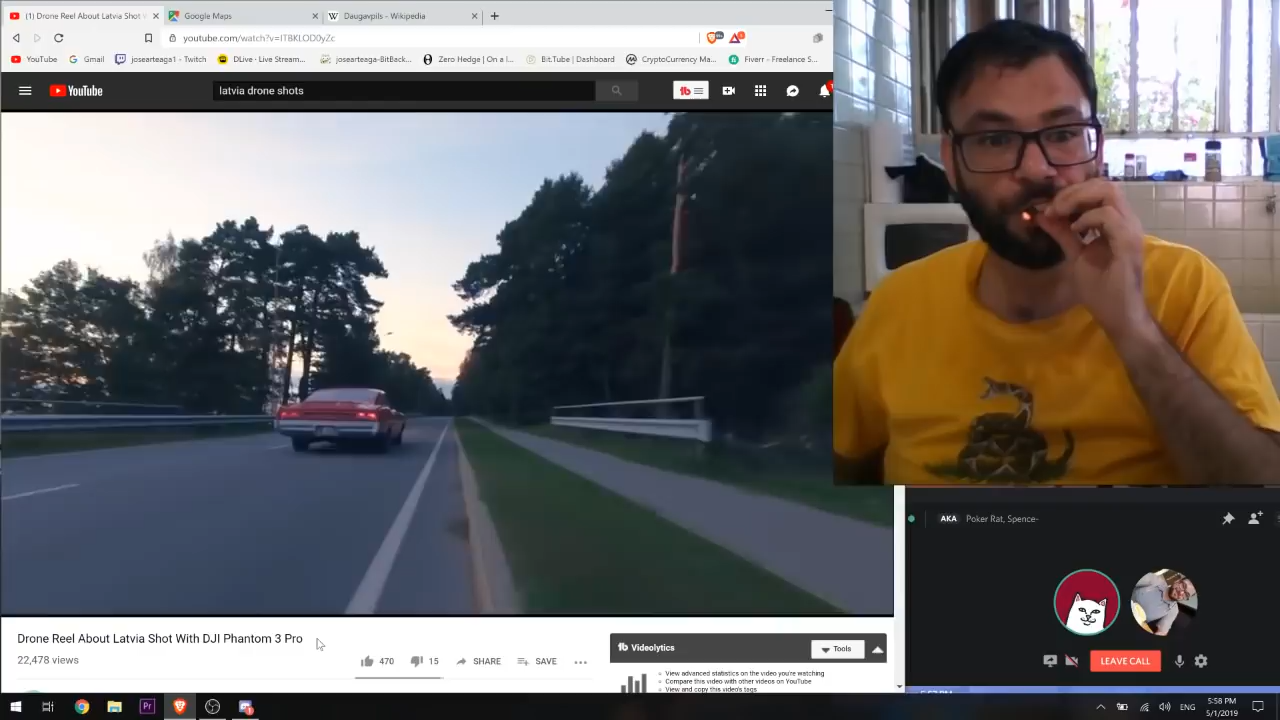 (1) Drone Reel About Latvia Shot V
Google Maps
Daugavpils - Wikipedia
youtube.com/watch?v=ITBKLOD0yZc
YouTube
Gmail
josearteaga1 - Twitch
DLive · Live Stream...
josearteaga-BitBack...
Zero Hedge | On a l...
Bit.Tube | Dashboard
CryptoCurrency Ma...
Fiverr - Freelance S...
YouTube
latvia drone shots
Drone Reel About Latvia Shot With DJI Phantom 3 Pro
22,478 views
470
15
SHARE
SAVE
Videolytics
Tools
View advanced statistics on the video you're watching
Compare this video with other videos on YouTube
View and copy this video's tags
AKA Poker Rat, Spence-
LEAVE CALL
ENG
5:58 PM
5/1/2019